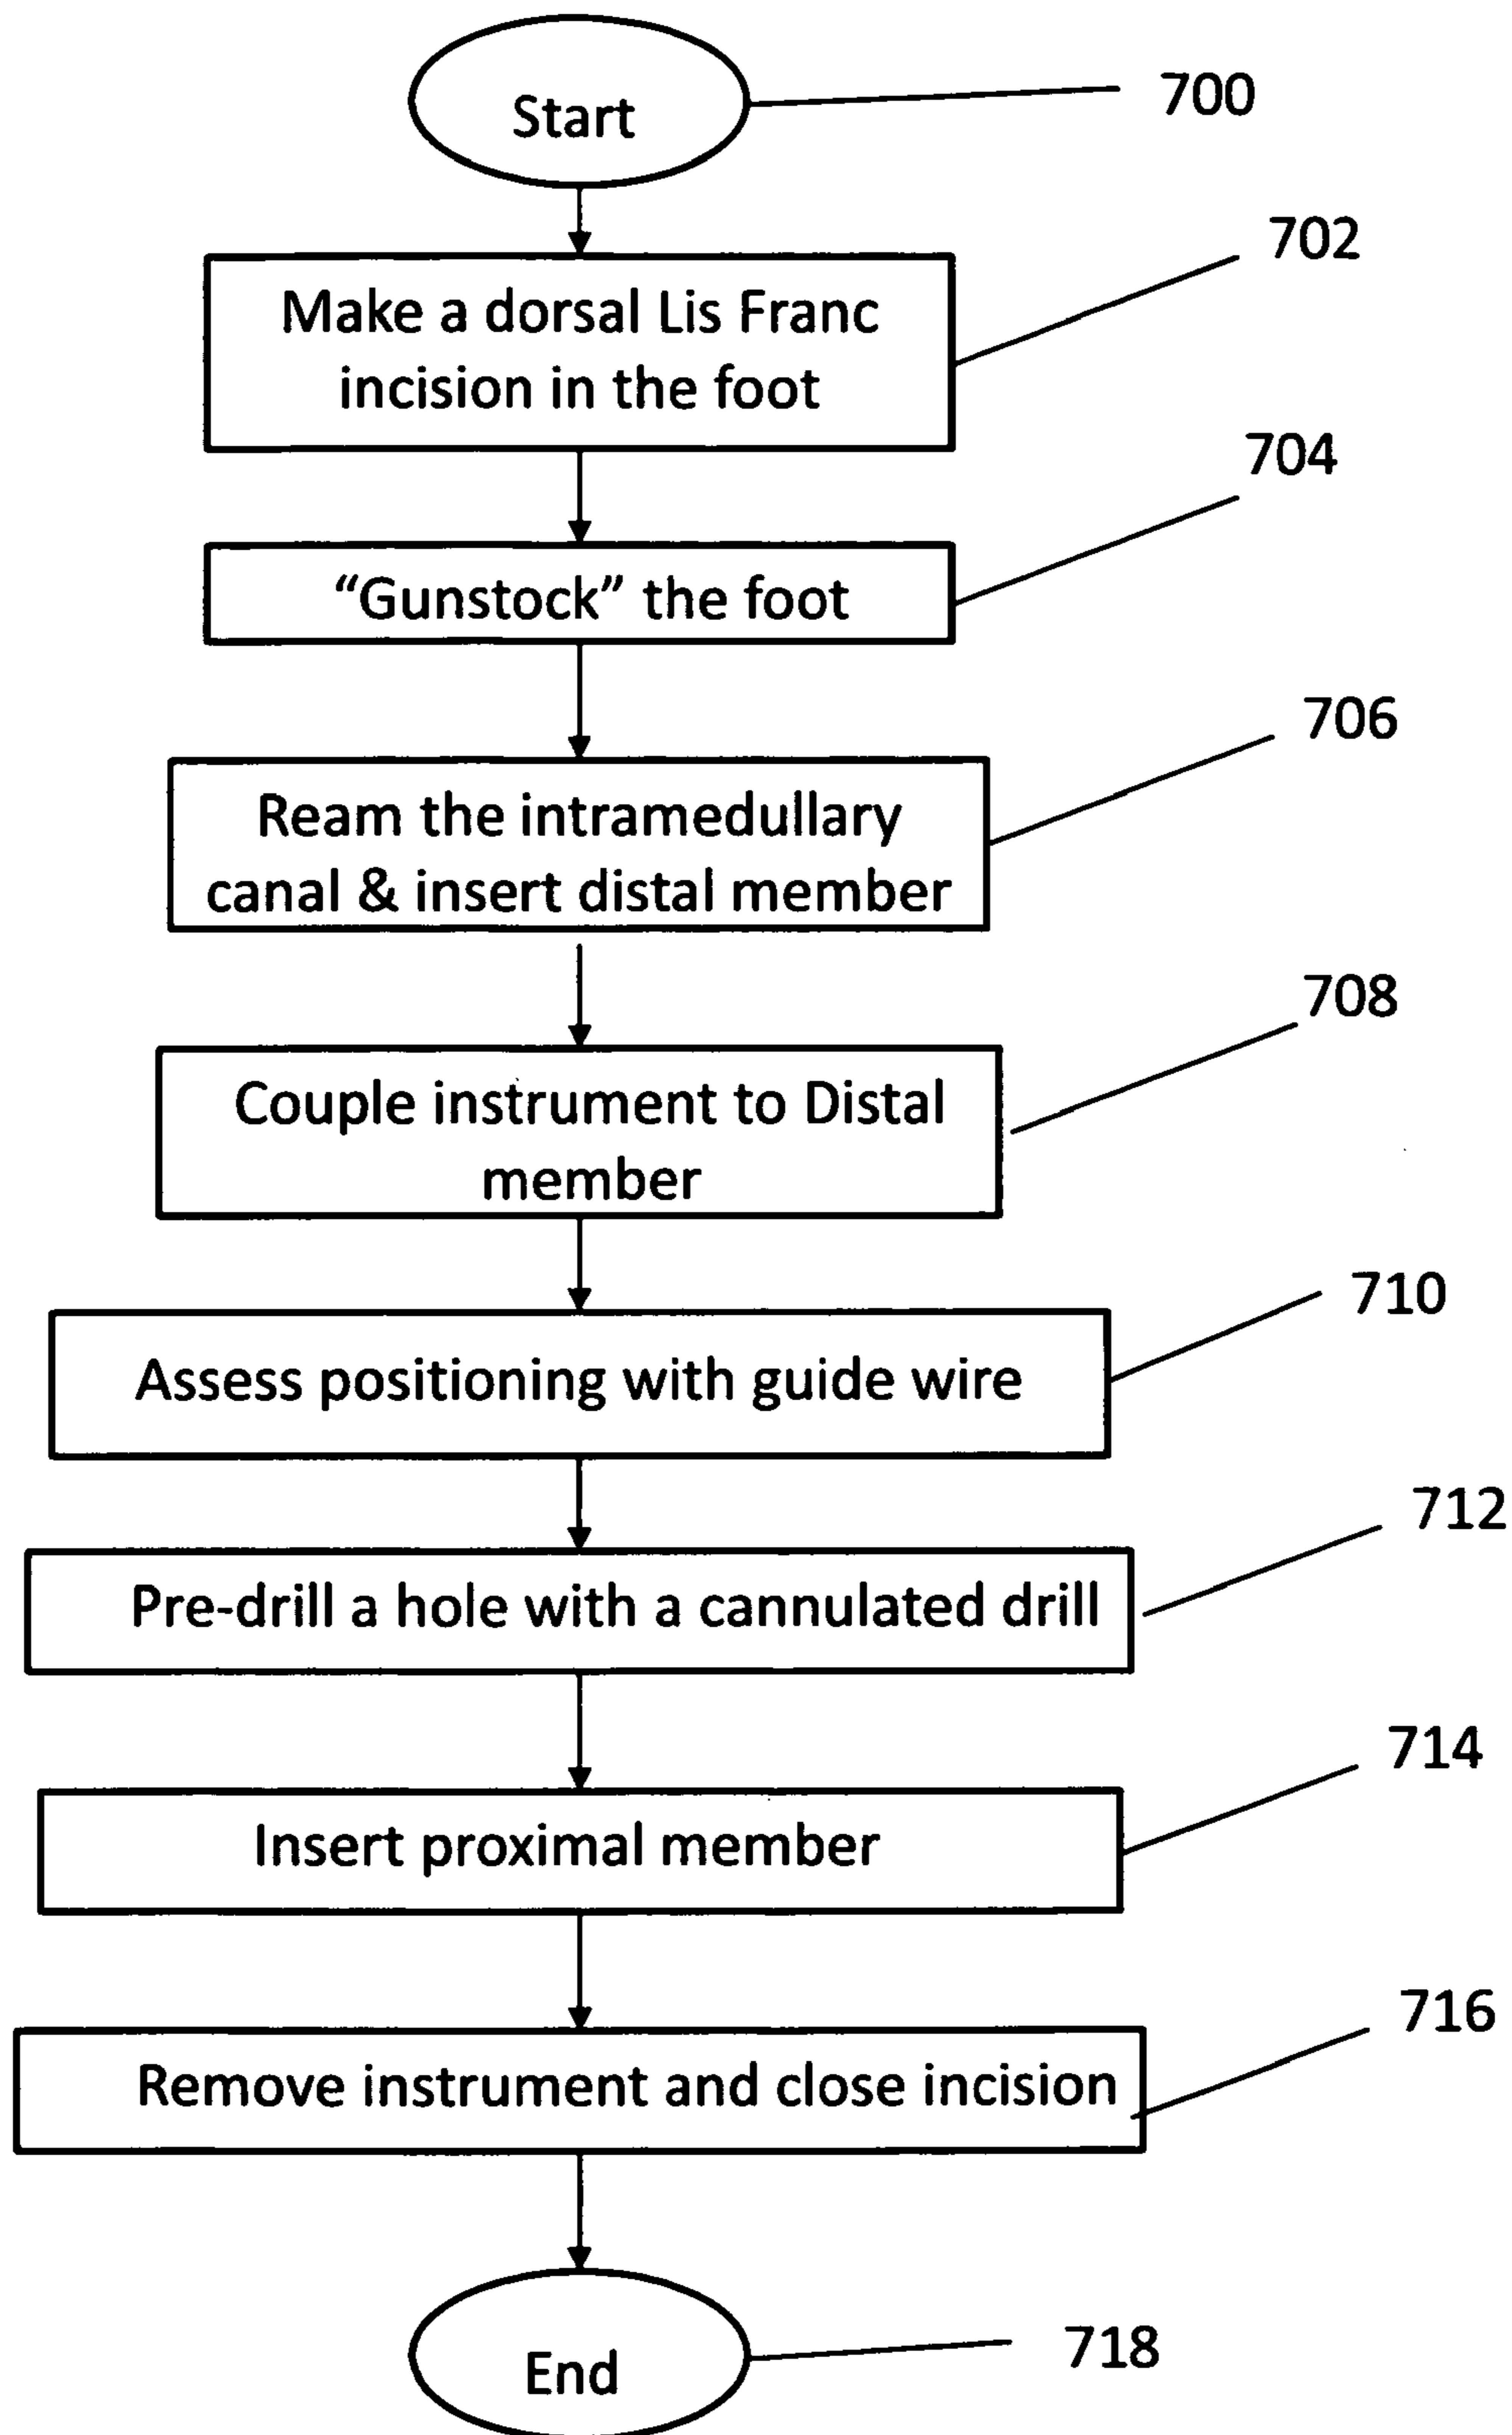 Start
700
702
Make a dorsal Lis Franc
incision in the foot
704
“Gunstock” the foot
706
Ream the intramedullary
canal & insert distal member
708
Couple instrument to Distal
member
710
Assess positioning with guide wire
712
Pre-drill a hole with a cannulated drill
714
Insert proximal member
716
Remove instrument and close incision
718
End